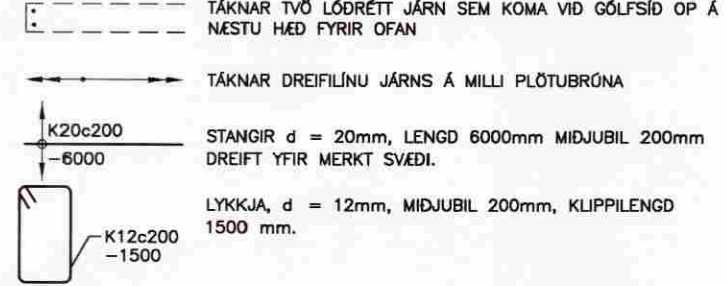 TÁKNAR TVÖ LÓÐRÉTT JÁRN SEM KOMA VIÐ GÓLFSÍÐ OP Á
NÆSTU HÆÐ FYRIR OFAN
TÁKNAR DREIFILÍNU JÁRNS Á MILLI PLÖTUBRÚNA
K20c200
-6000
STANGIR d = 20mm, LENGD 6000mm MIÐJUBIL 200mm
DREIFT YFIR MERKT SVÆÐI.
LYKKJA, d = 12mm, MIÐJUBIL 200mm, KLIPPILENGD
1500 mm.
K12c200
-1500